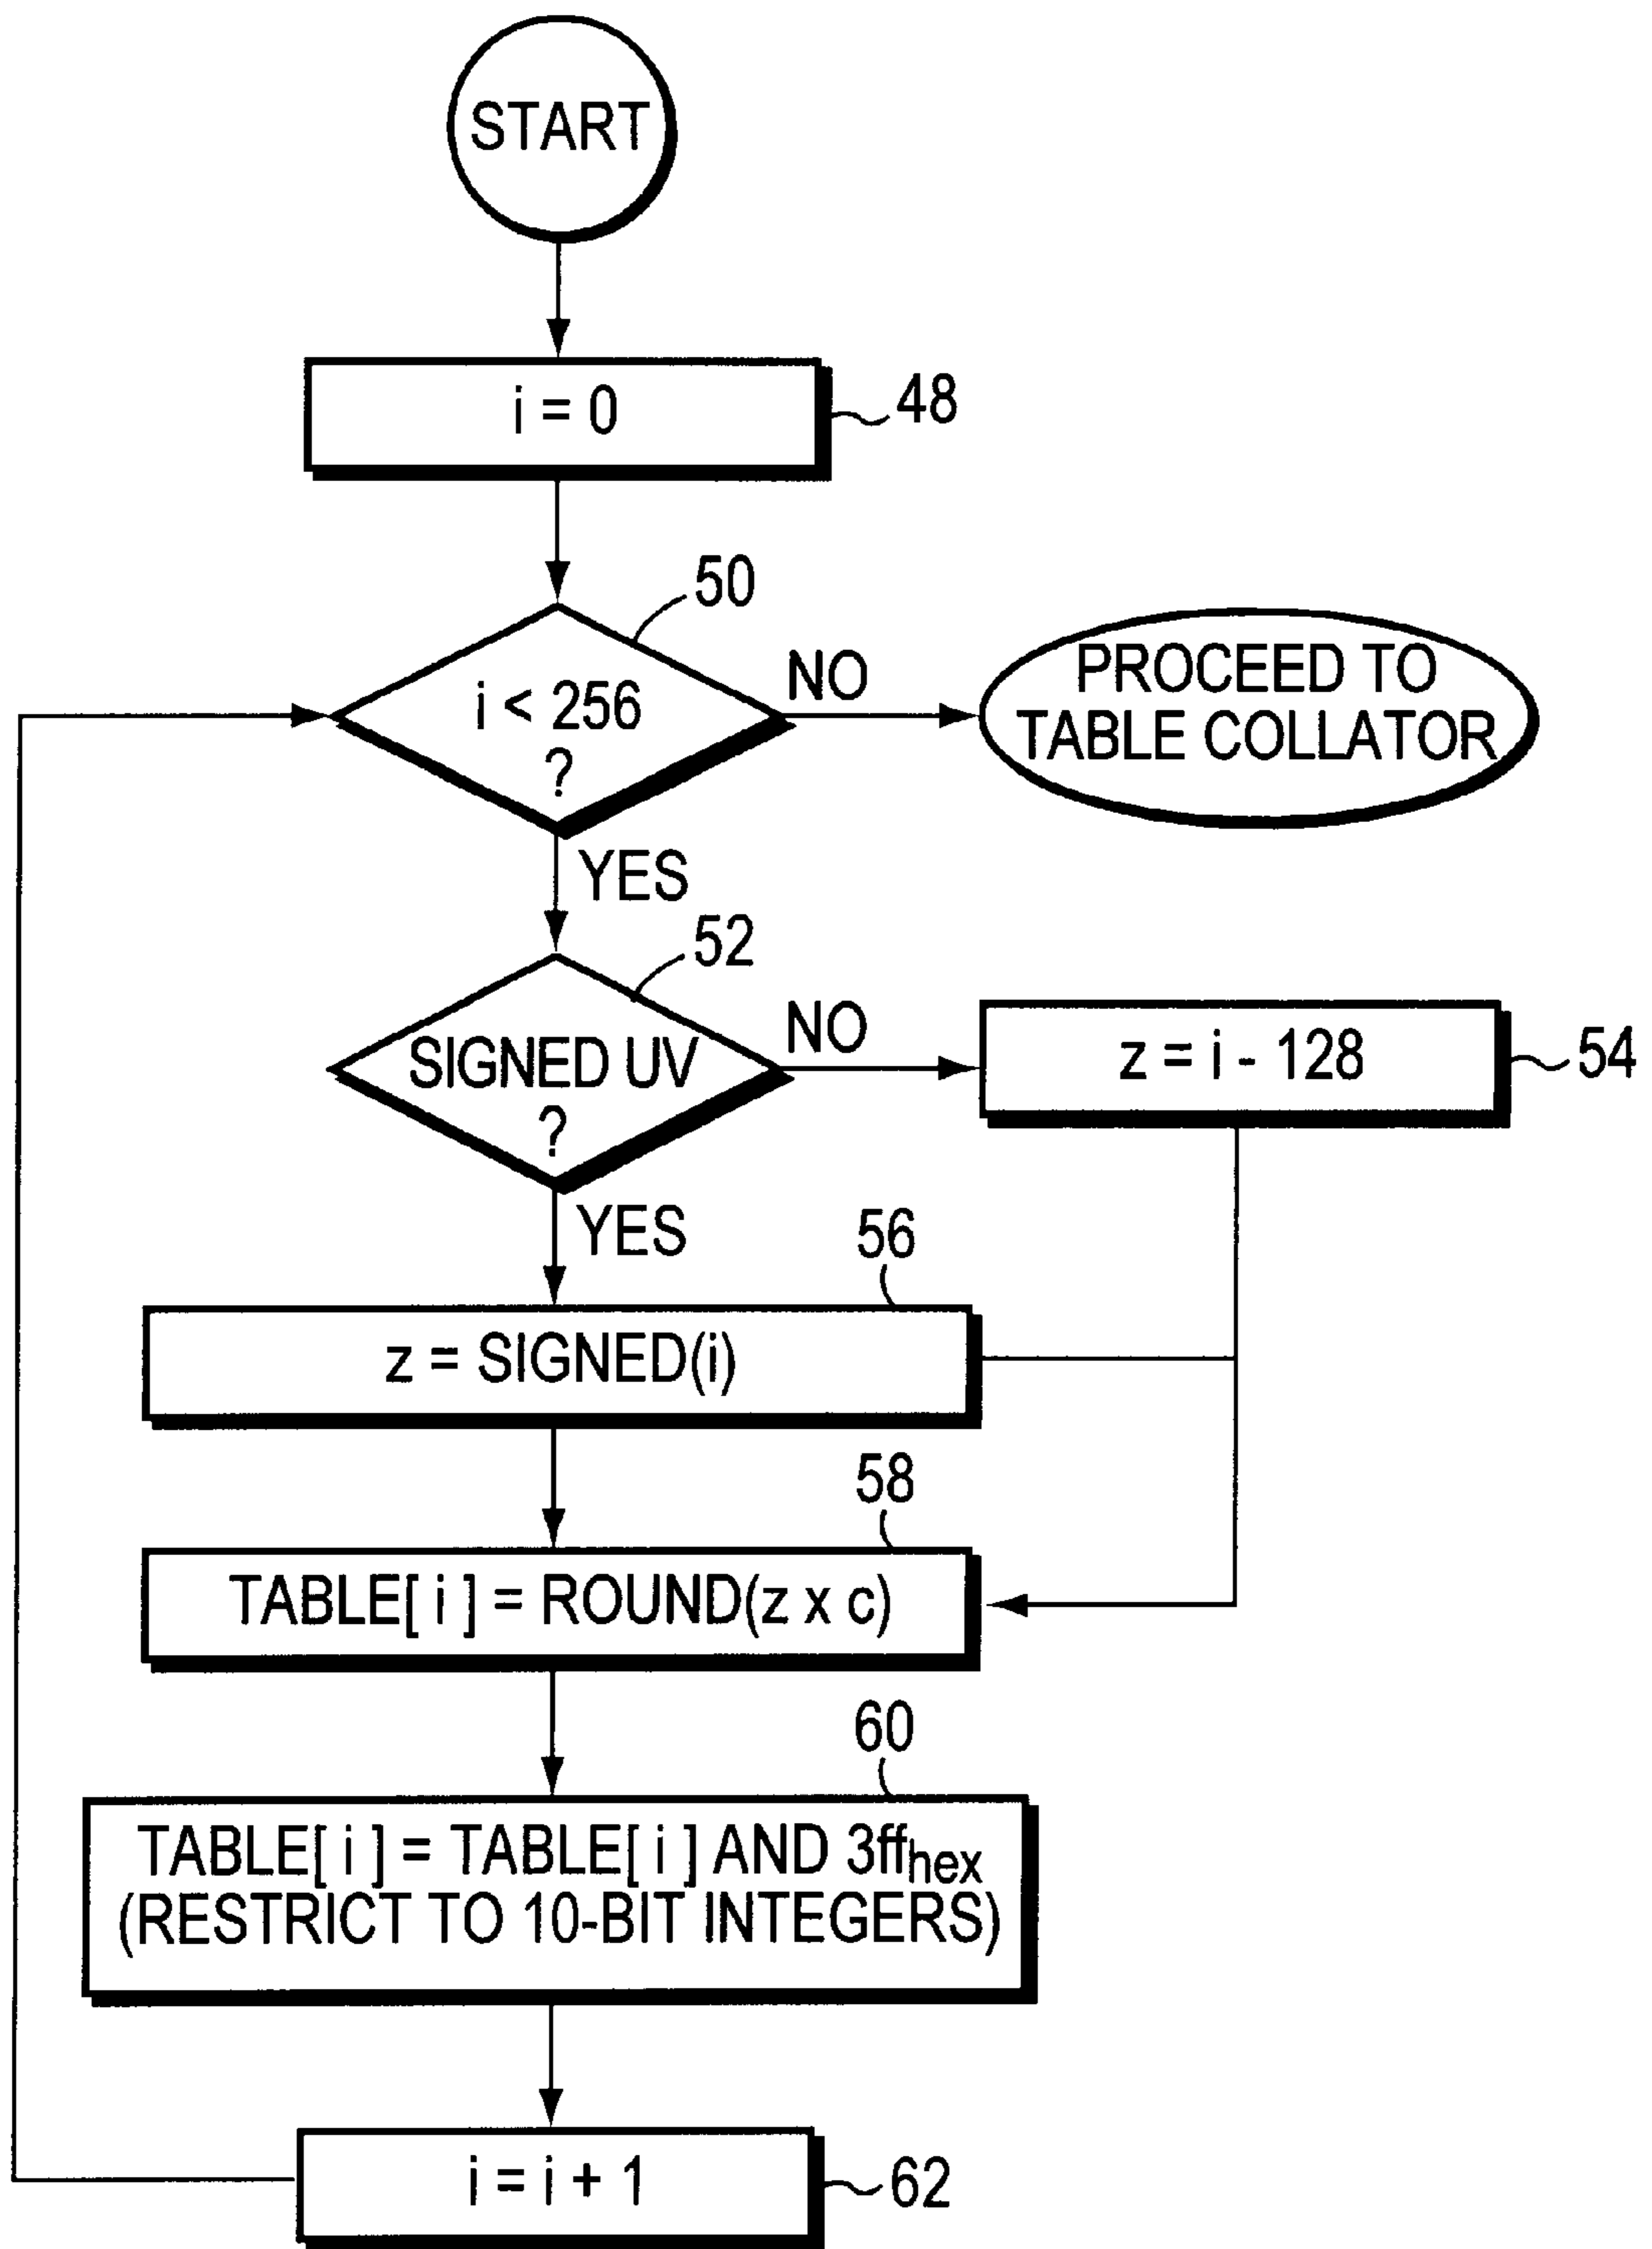 START
i = 0
48
50
i < 256
?
NO
PROCEED TO
TABLE COLLATOR
YES
52
SIGNED UV
?
NO
z = i - 128
54
YES
56
z = SIGNED(i)
58
TABLE[ i ] = ROUND(z x c)
60
TABLE[ i ] = TABLE[ i ] AND 3ffhex
(RESTRICT TO 10-BIT INTEGERS)
i = i + 1
62